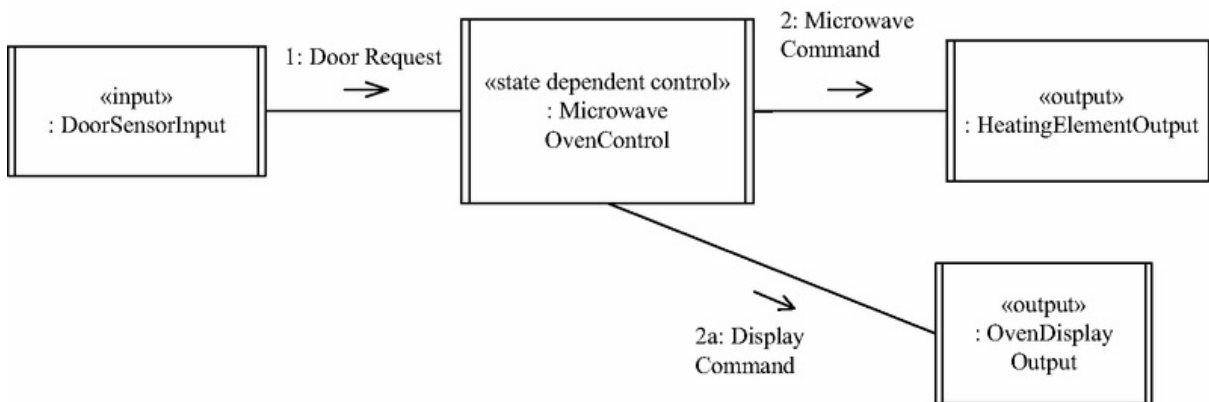 «input»
: DoorSensorInput
1: Door Request
«state dependent control»
: Microwave
OvenControl
2: Microwave
Command
«output»
: HeatingElementOutput
2a: Display
Command
«output»
: OvenDisplay
Output